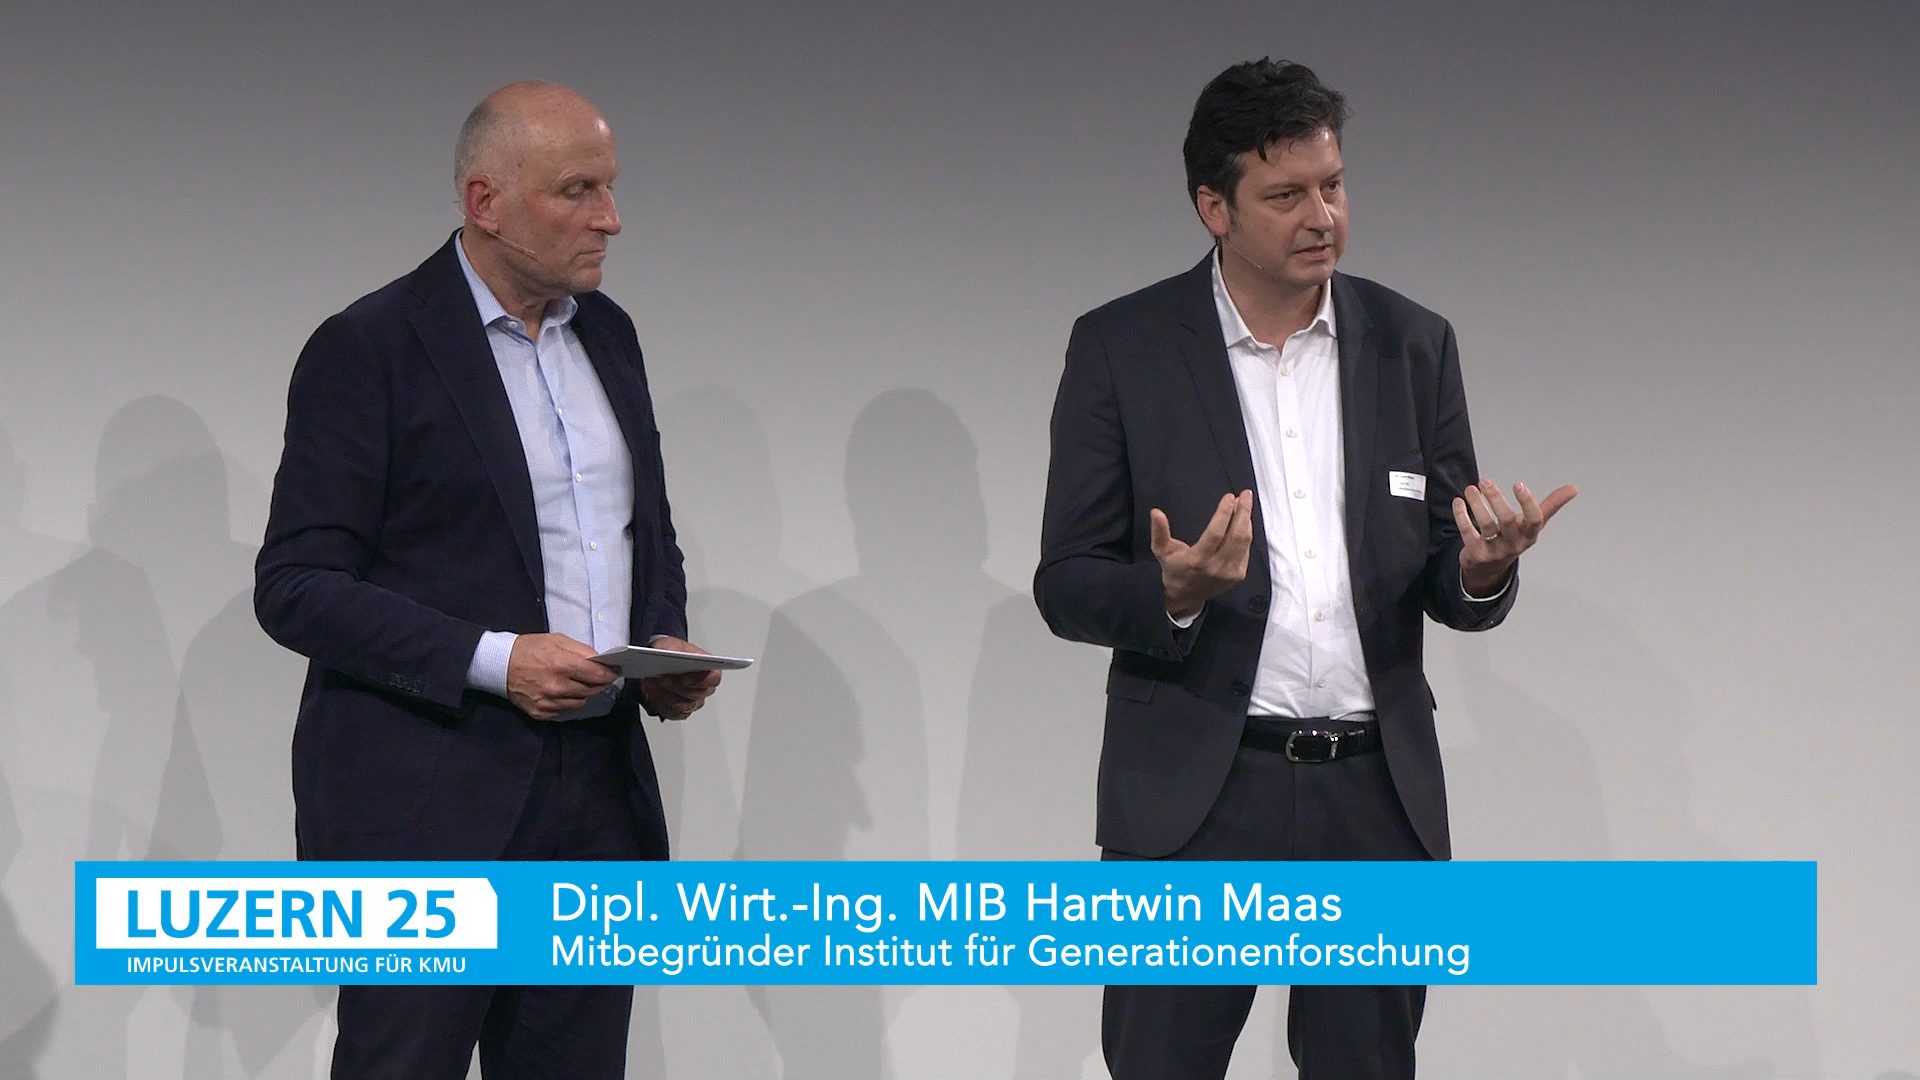 LUZERN 25
IMPULSVERANSTALTUNG FÜR KMU
Dipl. Wirt.-Ing. MIB Hartwin Maas
Mitbegründer Institut für Generationenforschung